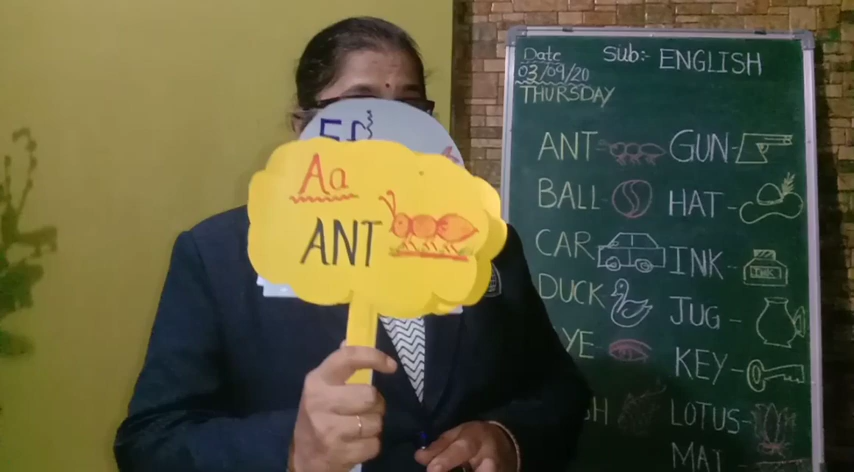 Aa
ANT
Date
03/09/20
THURSDAY
Sub:- ENGLISH
ANT
BALL
CAR
DUCK
GUN-
HAT -
INK-
INK
JUG -
KEY-
LOTUS-
MAT